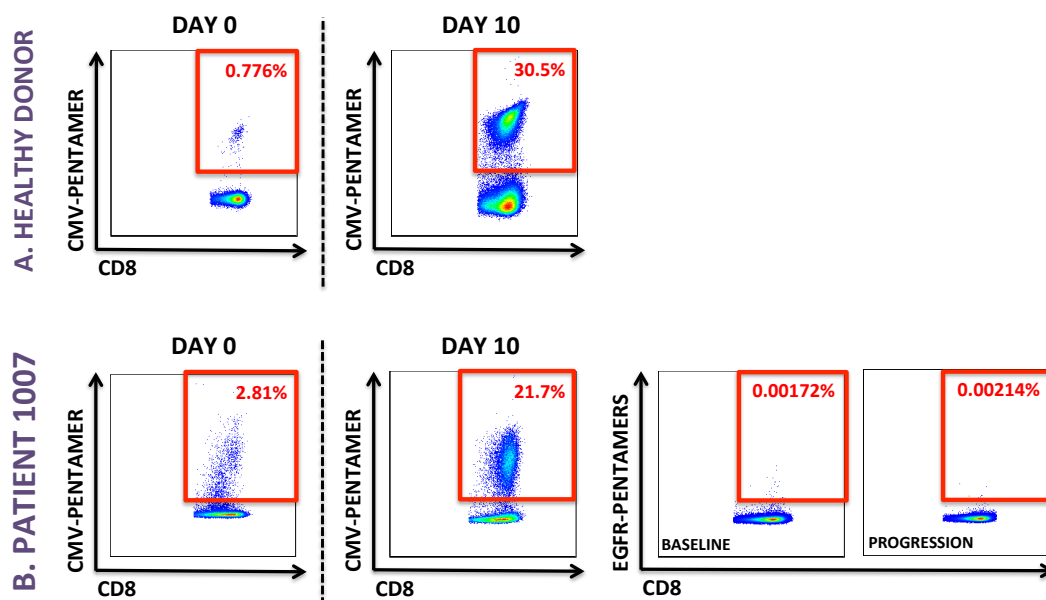 A. HEALTHY DONOR
DAY 0
DAY 10
CMV-PENTAMER
0.776%
CD8
CMV-PENTAMER
30.5%
CD8
B. PATIENT 1007
DAY 0
DAY 10
CMV-PENTAMER
2.81%
CD8
CMV-PENTAMER
21.7%
CD8
EGFR-PENTAMERS
0.00172%
BASELINE
0.00214%
PROGRESSION
CD8